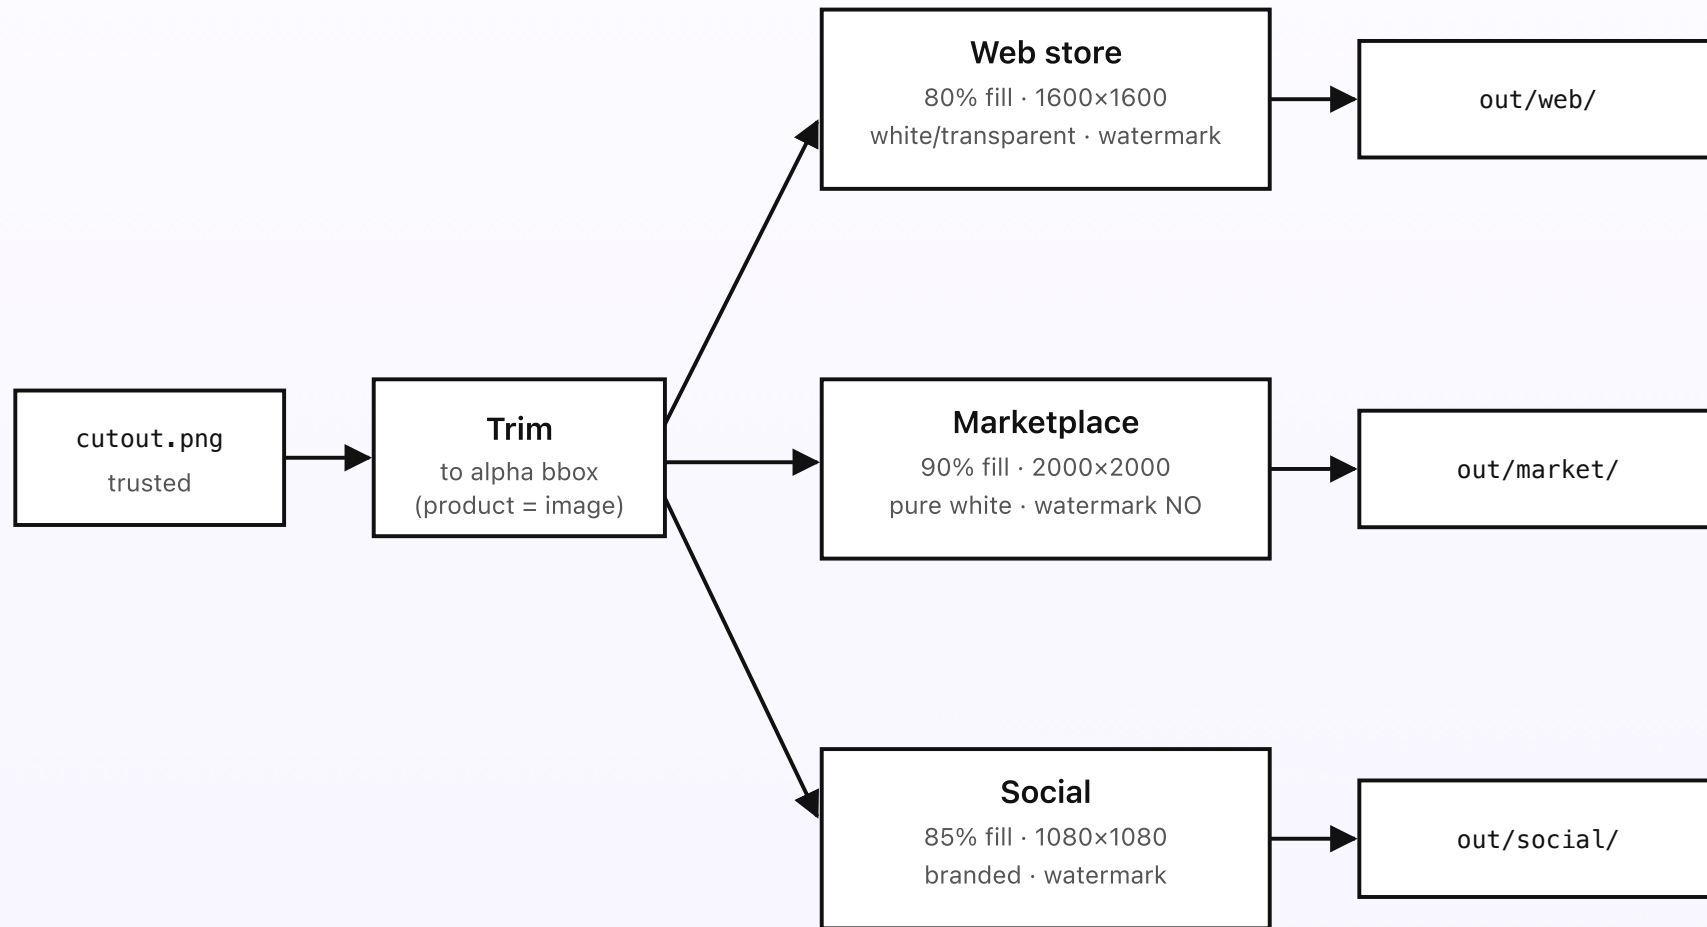 cutout.png
trusted
Trim
to alpha bbox
(product = image)
Web store
80% fill · 1600×1600
white/transparent · watermark
out/web/
Marketplace
90% fill · 2000×2000
pure white · watermark NO
out/market/
Social
85% fill · 1080×1080
branded · watermark
out/social/